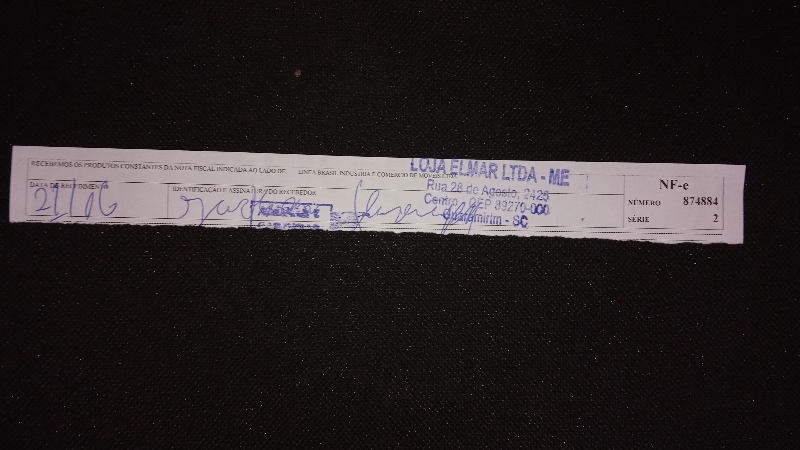 RECEBEMOS OS PRODUTOS CONSTANTES DA NOTA FISCAL INDICADA AO LADO DE LINEA BRASIL INDUSTRIA E COMERCIO DE MOVEIS LTDA
LOJA ELMAR LTDA - ME
Rua 28 de Agosto, 2425
Centro - CEP 89270-000
Guaramirim - SC
NF-e
NÚMERO 874884
SÉRIE 2
DATA DE RECEBIMENTO
21/06
IDENTIFICAÇÃO E ASSINATURA DO RECEBEDOR